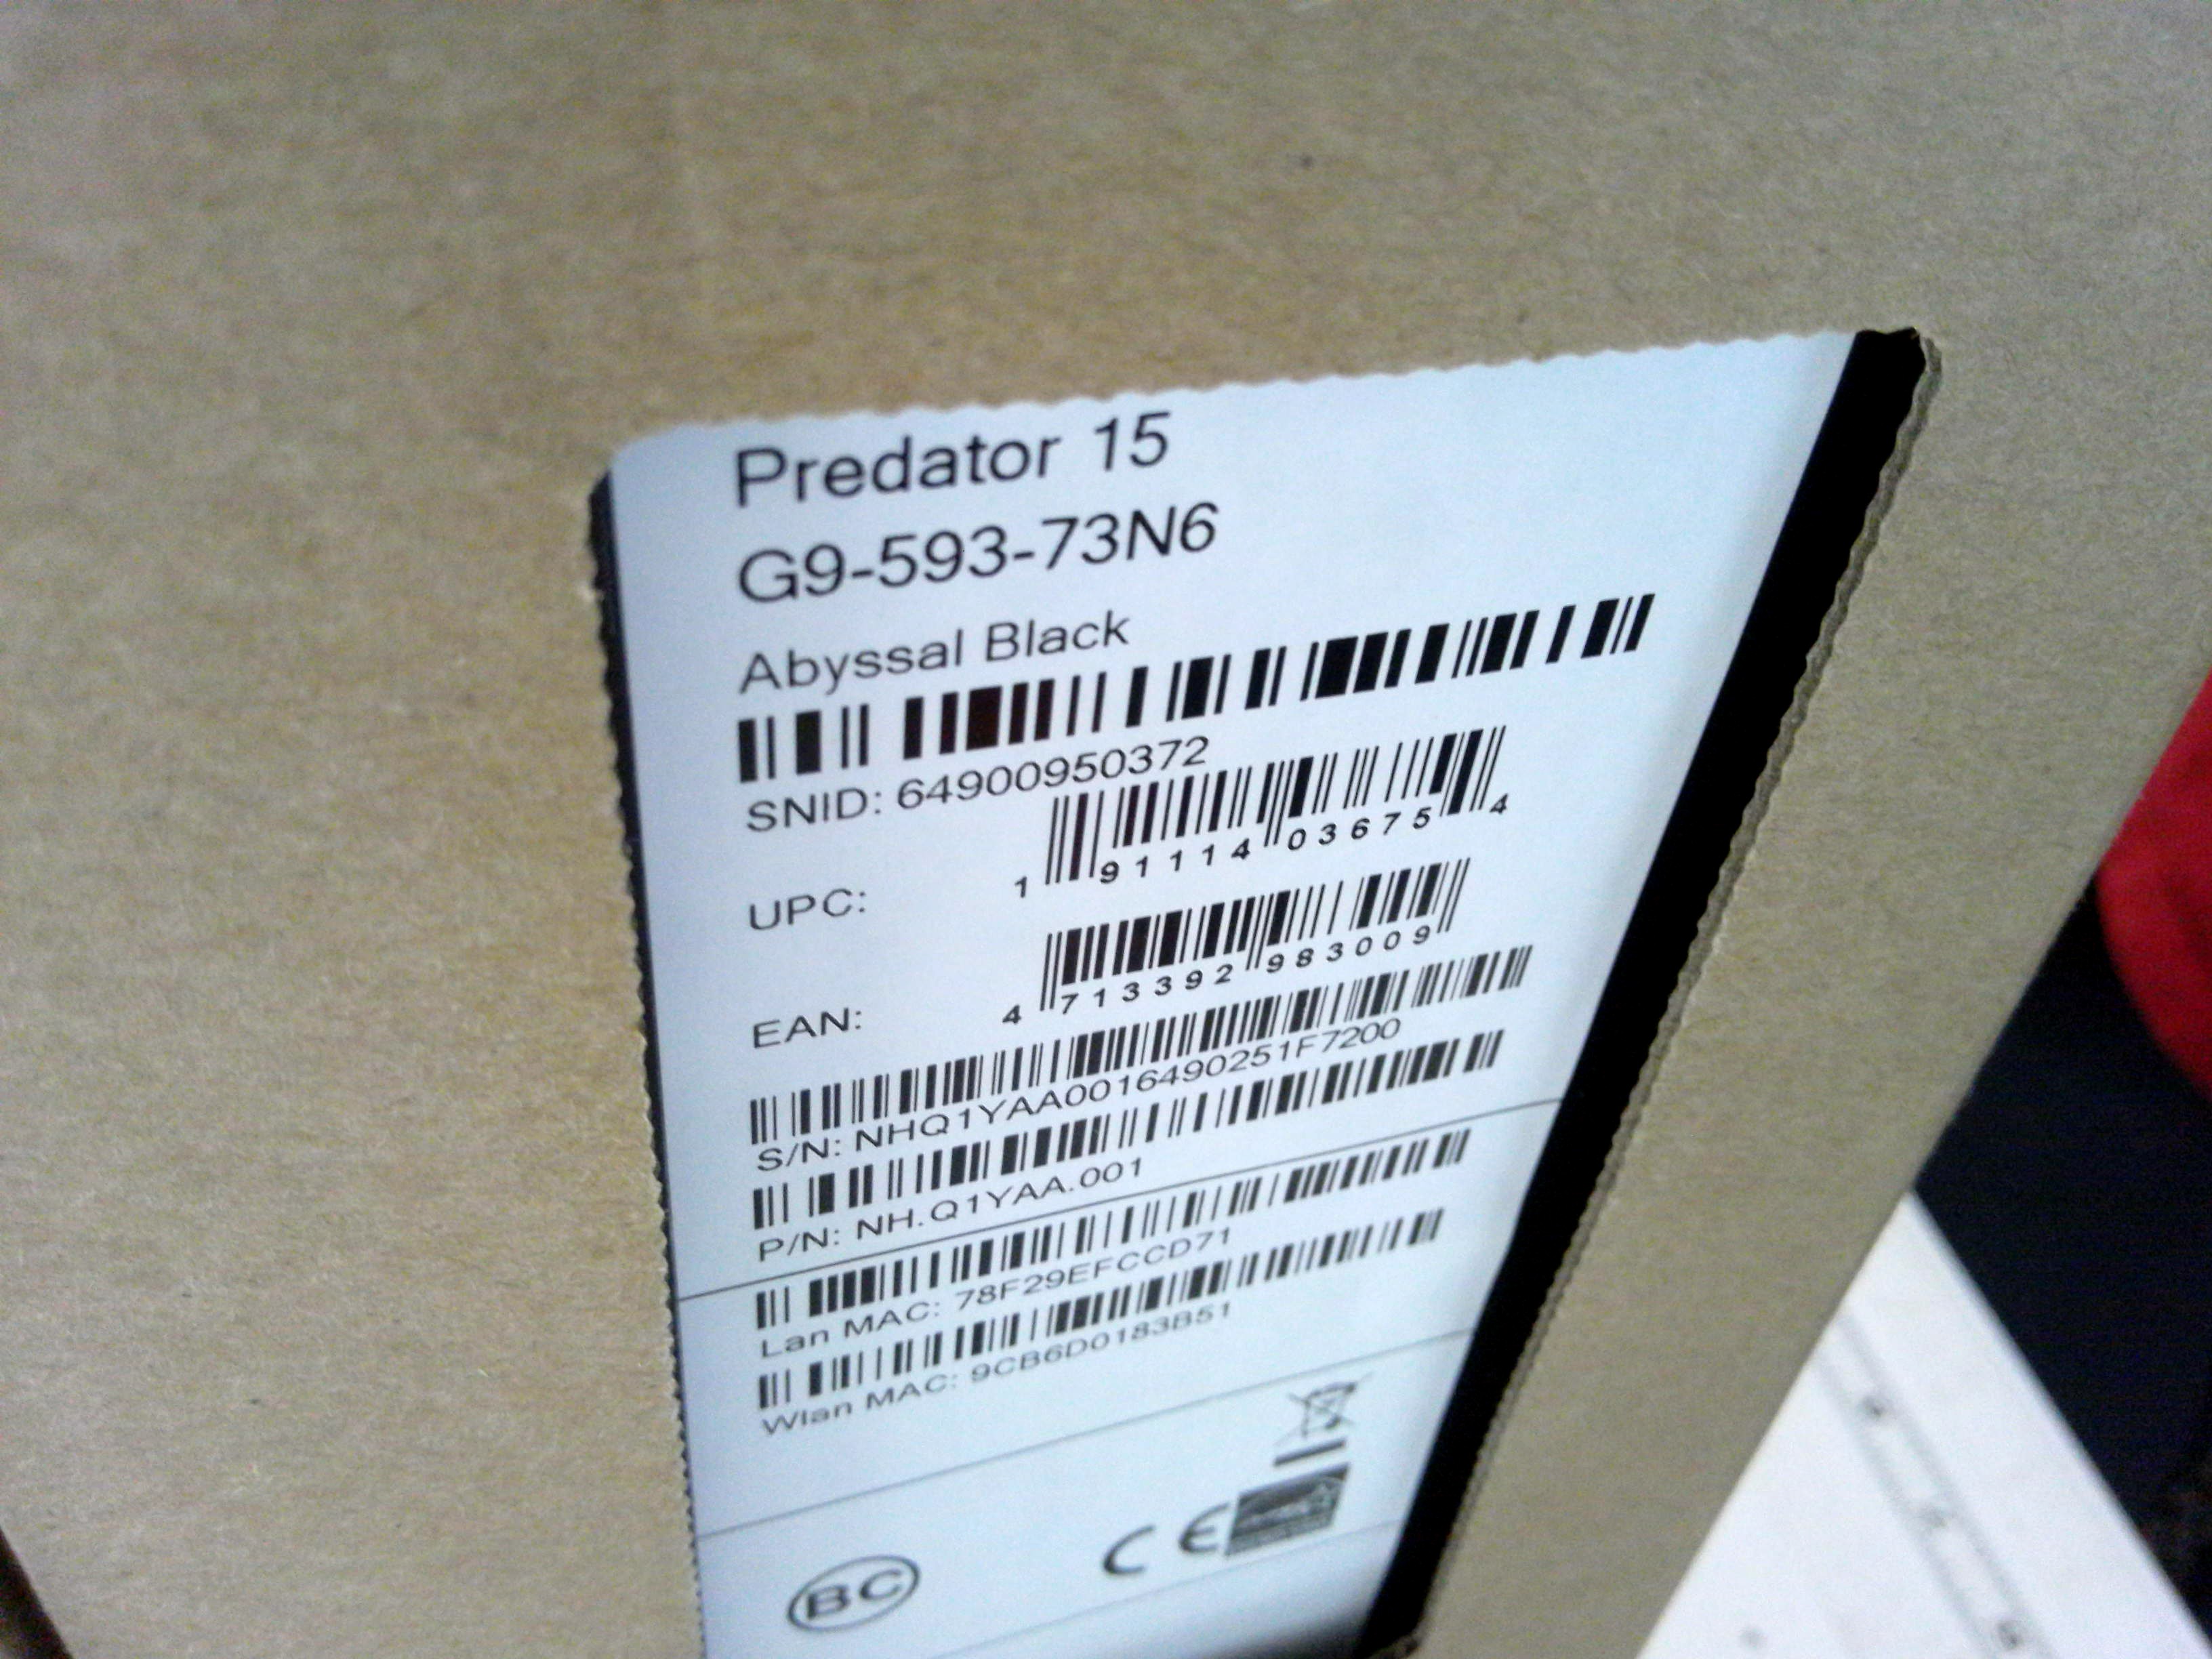 Predator 15
G9-593-73N6
Abyssal Black
SNID: 64900950372
UPC: 1 91114 03675 4
EAN: 4 713392 983009
S/N: NHQ1YAA0016490251F7200
P/N: NH.Q1YAA.001
Lan MAC: 78F29EFCCD71
Wlan MAC: 9CB6D0183B51
BC CE